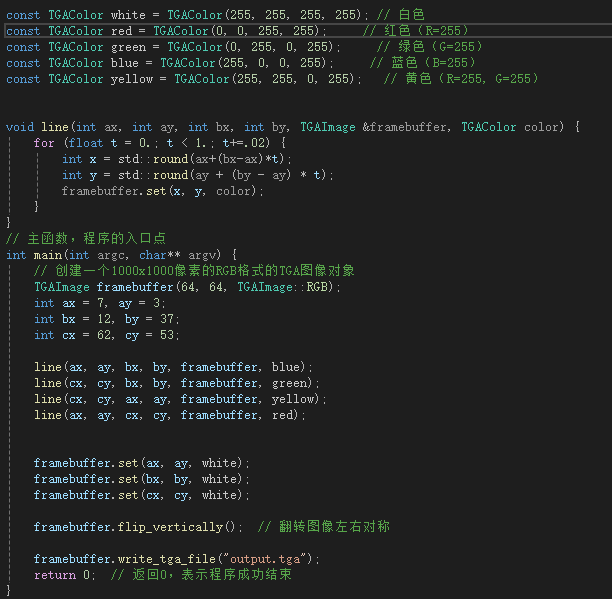 const TGAColor white = TGAColor(255, 255, 255, 255); // 白色
const TGAColor red = TGAColor(0, 0, 255, 255);     // 红色（R=255）
const TGAColor green = TGAColor(0, 255, 0, 255);    // 绿色（G=255）
const TGAColor blue = TGAColor(255, 0, 0, 255);     // 蓝色（B=255）
const TGAColor yellow = TGAColor(255, 255, 0, 255);   // 黄色（R=255, G=255）
void line(int ax, int ay, int bx, int by, TGAImage &framebuffer, TGAColor color) {
    for (float t = 0.; t < 1.; t+=.02) {
        int x = std::round(ax+(bx-ax)*t);
        int y = std::round(ay + (by - ay) * t);
        framebuffer.set(x, y, color);
    }
}
// 主函数，程序的入口点
int main(int argc, char** argv) {
    // 创建一个1000x1000像素的RGB格式的TGA图像对象
    TGAImage framebuffer(64, 64, TGAImage::RGB);
    int ax = 7, ay = 3;
    int bx = 12, by = 37;
    int cx = 62, cy = 53;
    line(ax, ay, bx, by, framebuffer, blue);
    line(cx, cy, bx, by, framebuffer, green);
    line(cx, cy, ax, ay, framebuffer, yellow);
    line(ax, ay, cx, cy, framebuffer, red);
    framebuffer.set(ax, ay, white);
    framebuffer.set(bx, by, white);
    framebuffer.set(cx, cy, white);
    framebuffer.flip_vertically();  // 翻转图像左右对称
    framebuffer.write_tga_file("output.tga");
    return 0;  // 返回0，表示程序成功结束
}